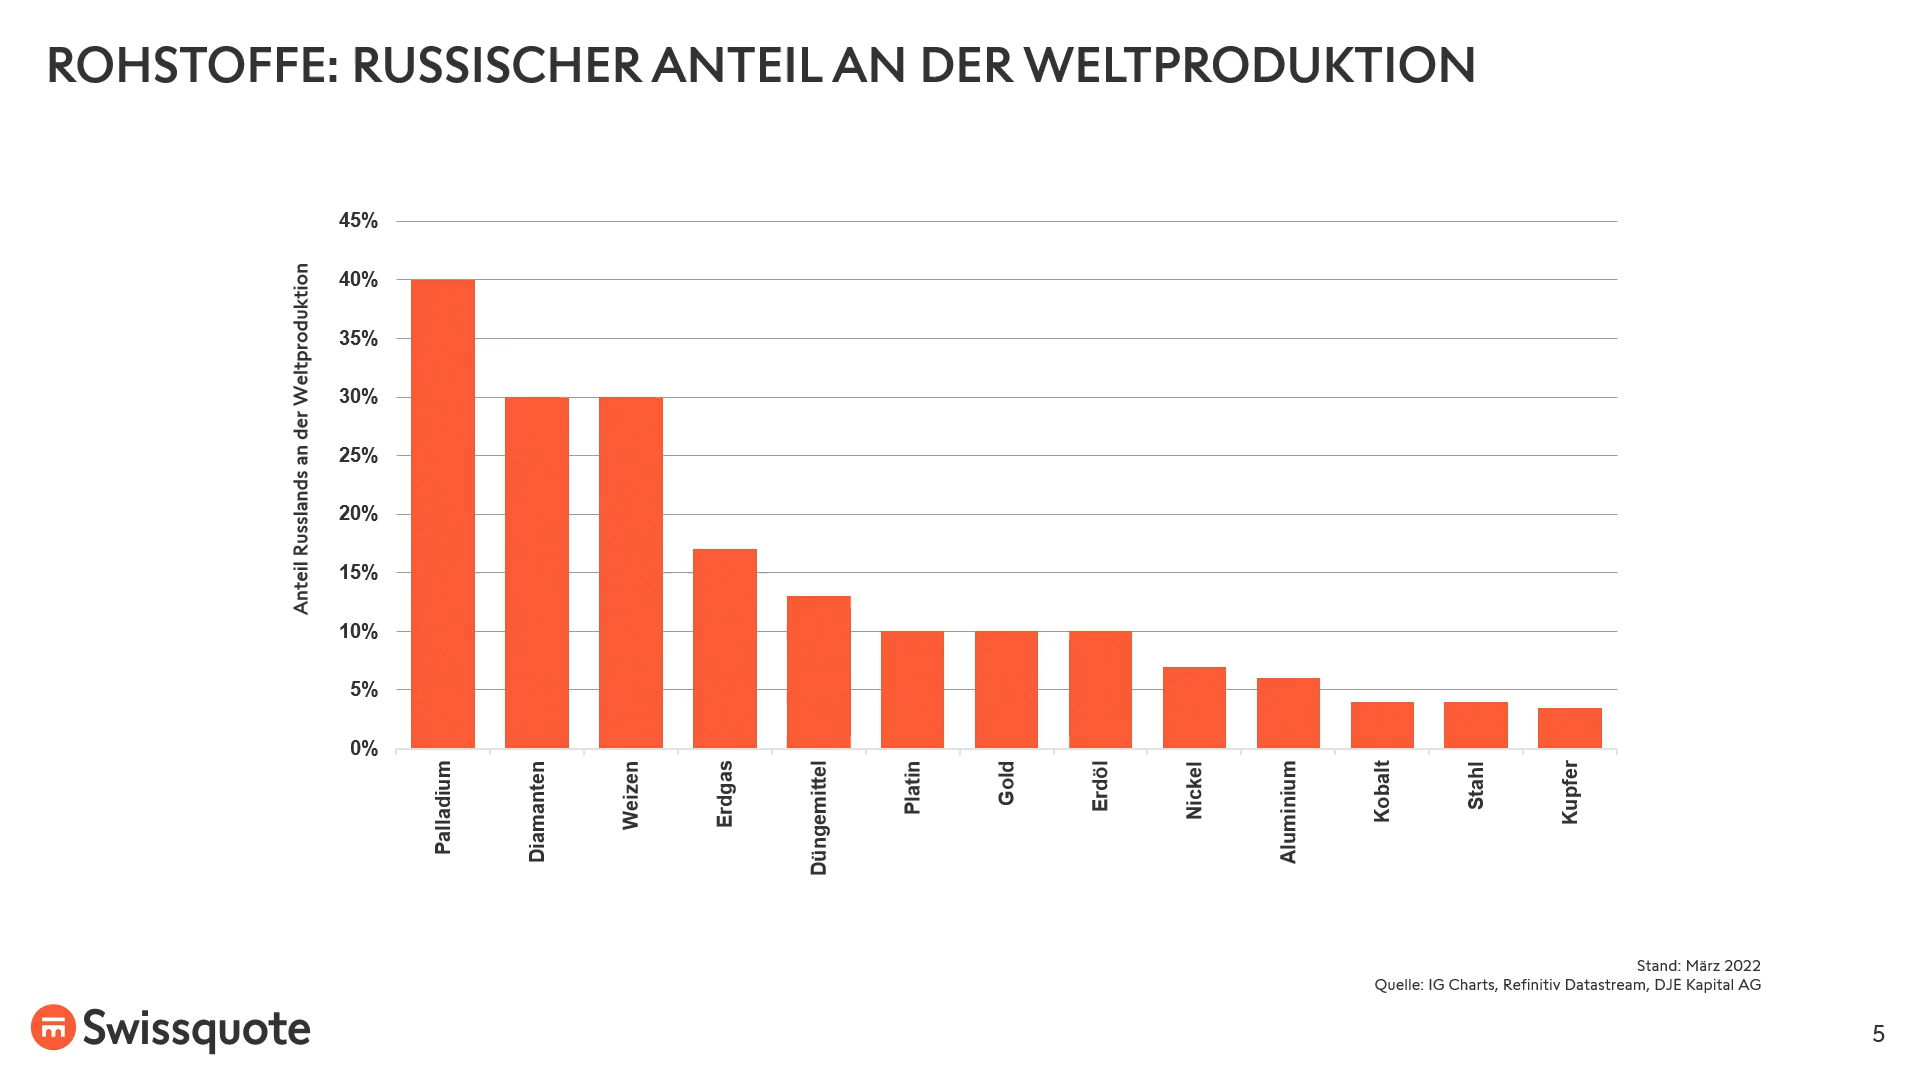 ROHSTOFFE: RUSSISCHER ANTEIL AN DER WELTPRODUKTION
Anteil Russlands an der Weltproduktion
45%
40%
35%
30%
25%
20%
15%
10%
5%
0%
Palladium
Diamanten
Weizen
Erdgas
Düngemittel
Platin
Gold
Erdöl
Nickel
Aluminium
Kobalt
Stahl
Kupfer
Stand: März 2022
Quelle: IG Charts, Refinitiv Datastream, DJE Kapital AG
Swissquote
5